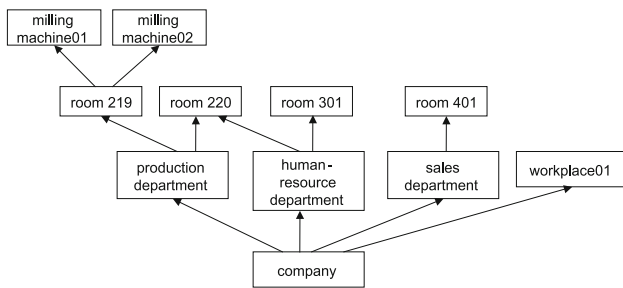 milling
machine01
milling
machine02
room 219
room 220
room 301
room 401
production
department
human-
resource
department
sales
department
workplace01
company